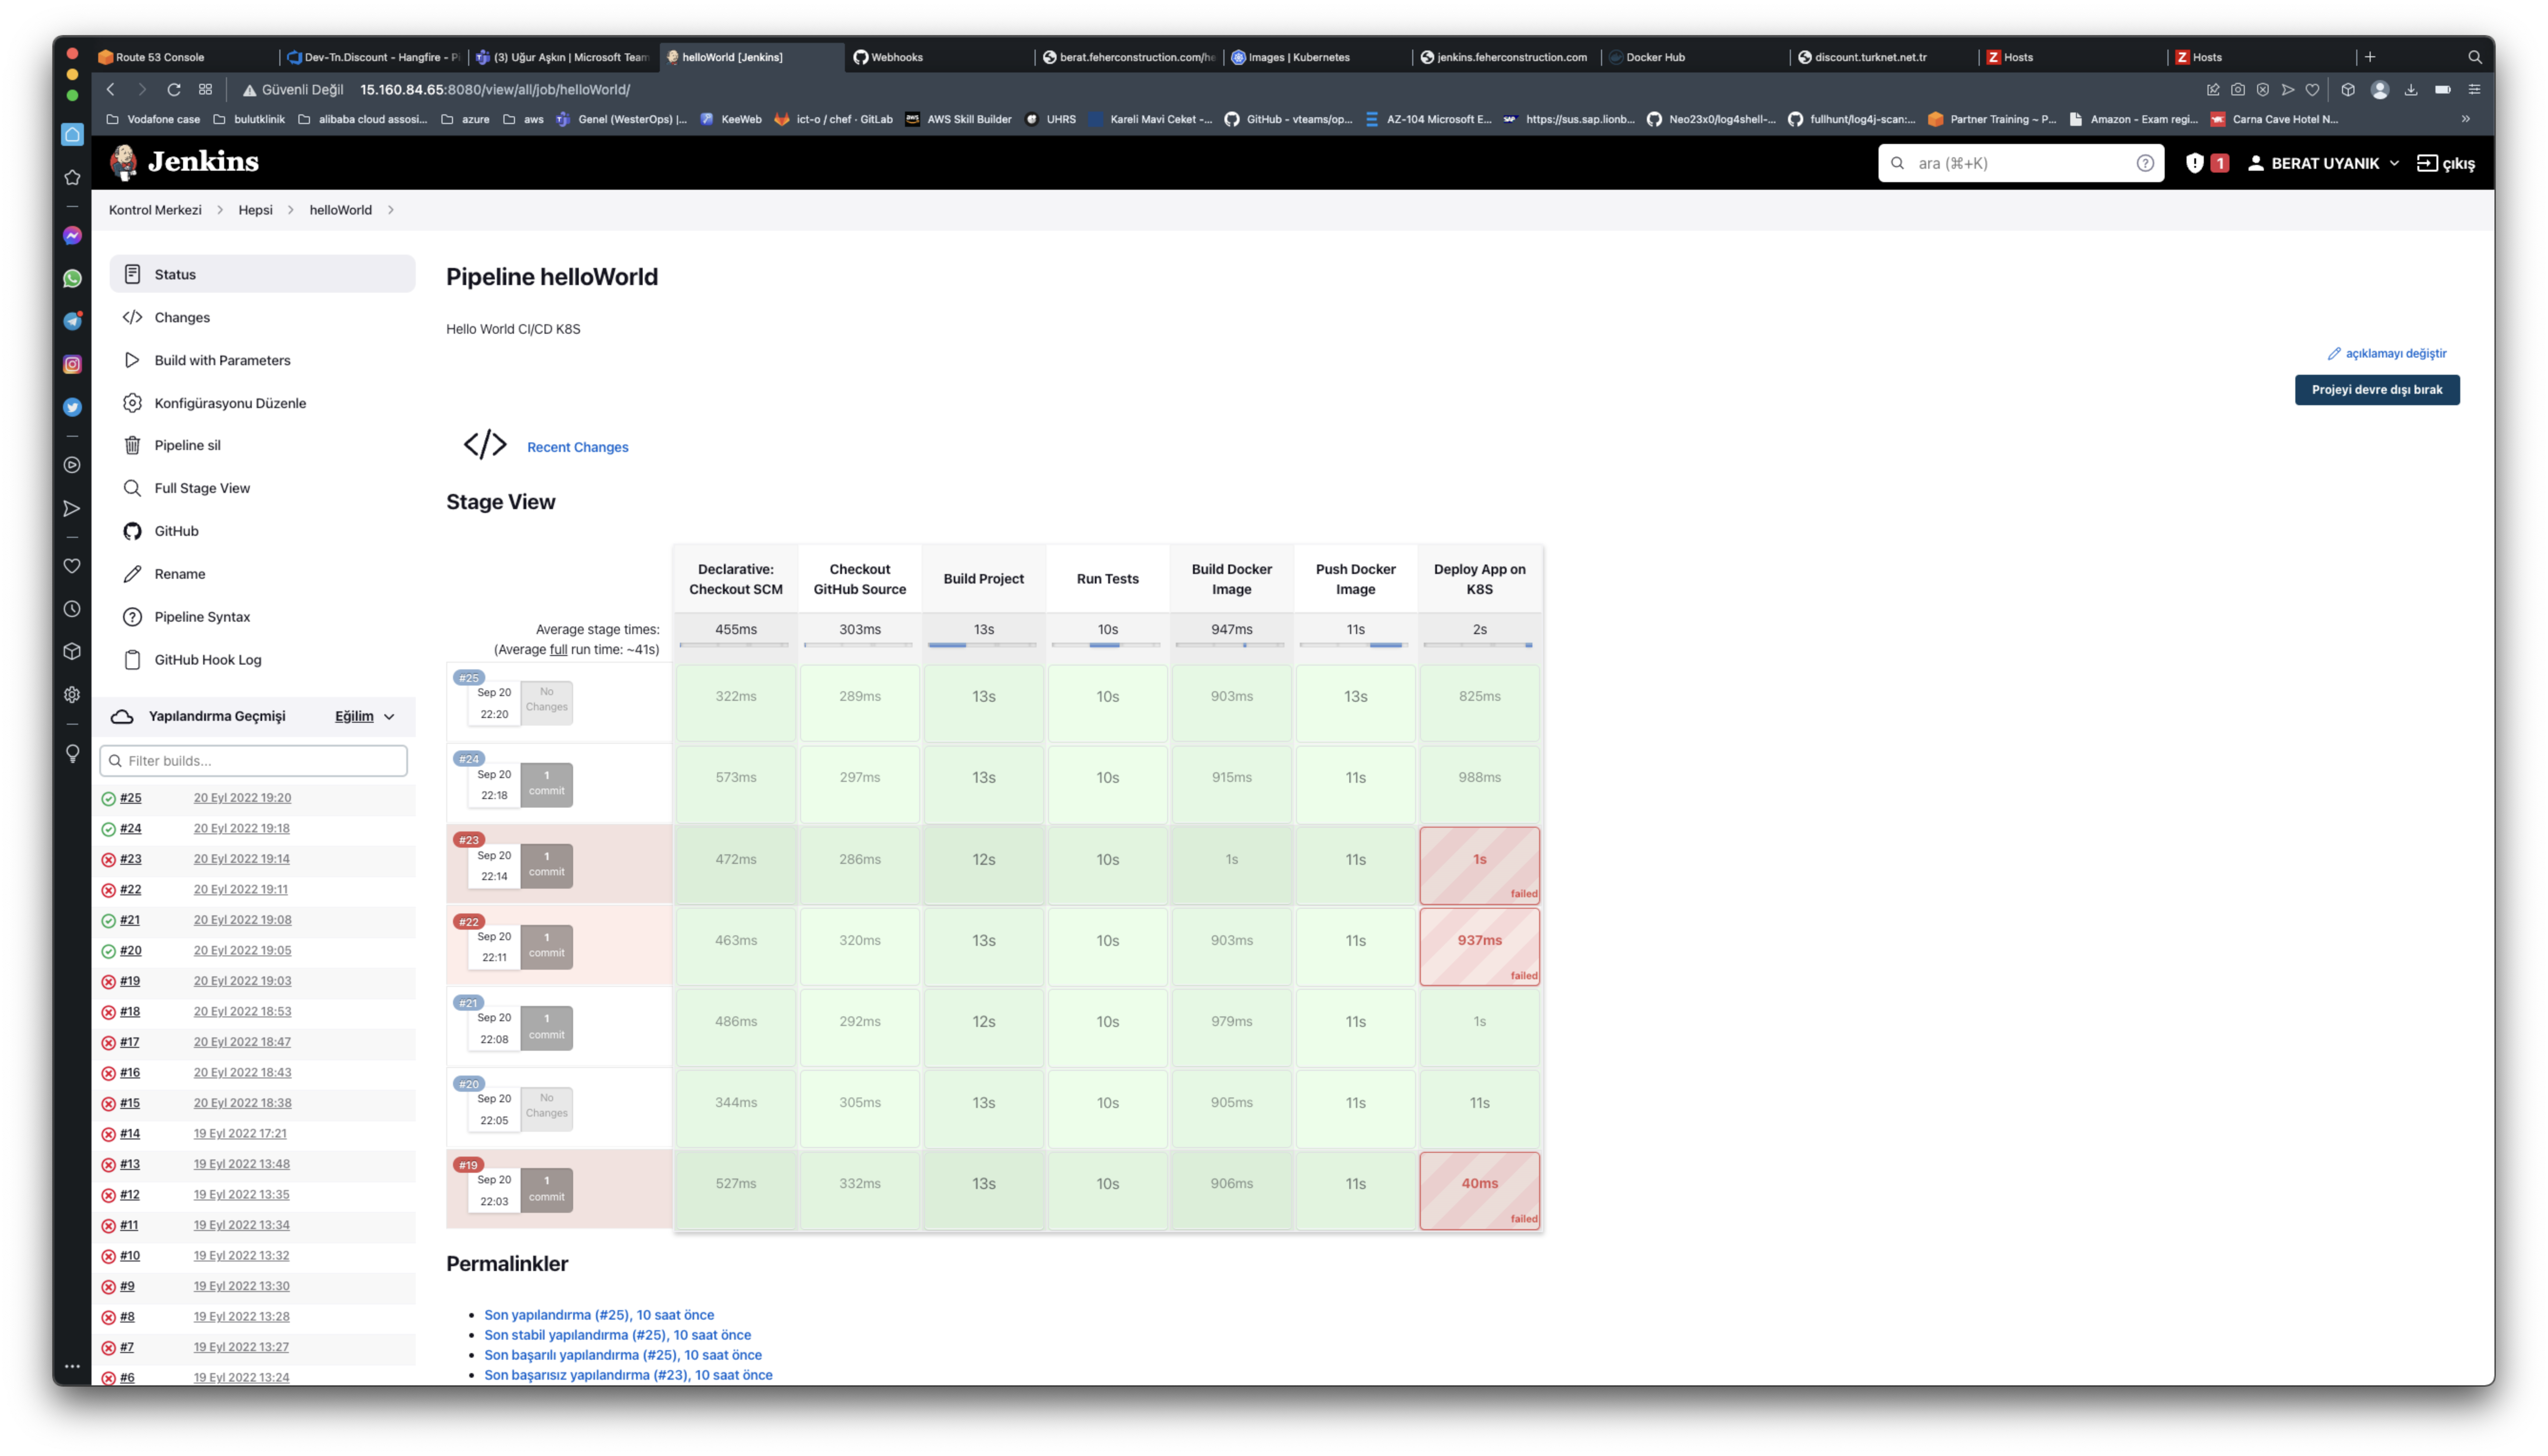 Route 53 Console
Dev-Tn.Discount - Hangfire - Pi
(3) Uğur Aşkın | Microsoft Team
helloWorld [Jenkins]
Webhooks
berat.feherconstruction.com/he
Images | Kubernetes
jenkins.feherconstruction.com
Docker Hub
discount.turknet.net.tr
Hosts
Hosts
Güvenli Değil 15.160.84.65:8080/view/all/job/helloWorld/
Vodafone case
bulutklinik
alibaba cloud assosi...
azure
aws
Genel (WesterOps) |...
KeeWeb
ict-o / chef · GitLab
AWS Skill Builder
UHRS
Kareli Mavi Ceket -...
GitHub - vteams/op...
AZ-104 Microsoft E...
https://sus.sap.lionb...
Neo23x0/log4shell-...
fullhunt/log4j-scan:...
Partner Training ~ P...
Amazon - Exam regi...
Carna Cave Hotel N...
Jenkins
ara (⌘+K)
1
BERAT UYANIK
çıkış
Kontrol Merkezi
Hepsi
helloWorld
Status
Changes
Build with Parameters
Konfigürasyonu Düzenle
Pipeline sil
Full Stage View
GitHub
Rename
Pipeline Syntax
GitHub Hook Log
Yapılandırma Geçmişi Eğilim
Filter builds...
#25 20 Eyl 2022 19:20
#24 20 Eyl 2022 19:18
#23 20 Eyl 2022 19:14
#22 20 Eyl 2022 19:11
#21 20 Eyl 2022 19:08
#20 20 Eyl 2022 19:05
#19 20 Eyl 2022 19:03
#18 20 Eyl 2022 18:53
#17 20 Eyl 2022 18:47
#16 20 Eyl 2022 18:43
#15 20 Eyl 2022 18:38
#14 19 Eyl 2022 17:21
#13 19 Eyl 2022 13:48
#12 19 Eyl 2022 13:35
#11 19 Eyl 2022 13:34
#10 19 Eyl 2022 13:32
#9 19 Eyl 2022 13:30
#8 19 Eyl 2022 13:28
#7 19 Eyl 2022 13:27
#6 19 Eyl 2022 13:24
Pipeline helloWorld
Hello World CI/CD K8S
açıklamayı değiştir
Projeyi devre dışı bırak
Recent Changes
Stage View
Declarative: Checkout SCM
Checkout GitHub Source
Build Project
Run Tests
Build Docker Image
Push Docker Image
Deploy App on K8S
Average stage times:
(Average full run time: ~41s)
455ms 303ms 13s 10s 947ms 11s 2s
#25
Sep 20
22:20
No Changes
322ms 289ms 13s 10s 903ms 13s 825ms
#24
Sep 20
22:18
1 commit
573ms 297ms 13s 10s 915ms 11s 988ms
#23
Sep 20
22:14
1 commit
472ms 286ms 12s 10s 1s 11s 1s
failed
#22
Sep 20
22:11
1 commit
463ms 320ms 13s 10s 903ms 11s 937ms
failed
#21
Sep 20
22:08
1 commit
486ms 292ms 12s 10s 979ms 11s 1s
#20
Sep 20
22:05
No Changes
344ms 305ms 13s 10s 905ms 11s 11s
#19
Sep 20
22:03
1 commit
527ms 332ms 13s 10s 906ms 11s 40ms
failed
Permalinkler
Son yapılandırma (#25), 10 saat önce
Son stabil yapılandırma (#25), 10 saat önce
Son başarılı yapılandırma (#25), 10 saat önce
Son başarısız yapılandırma (#23), 10 saat önce